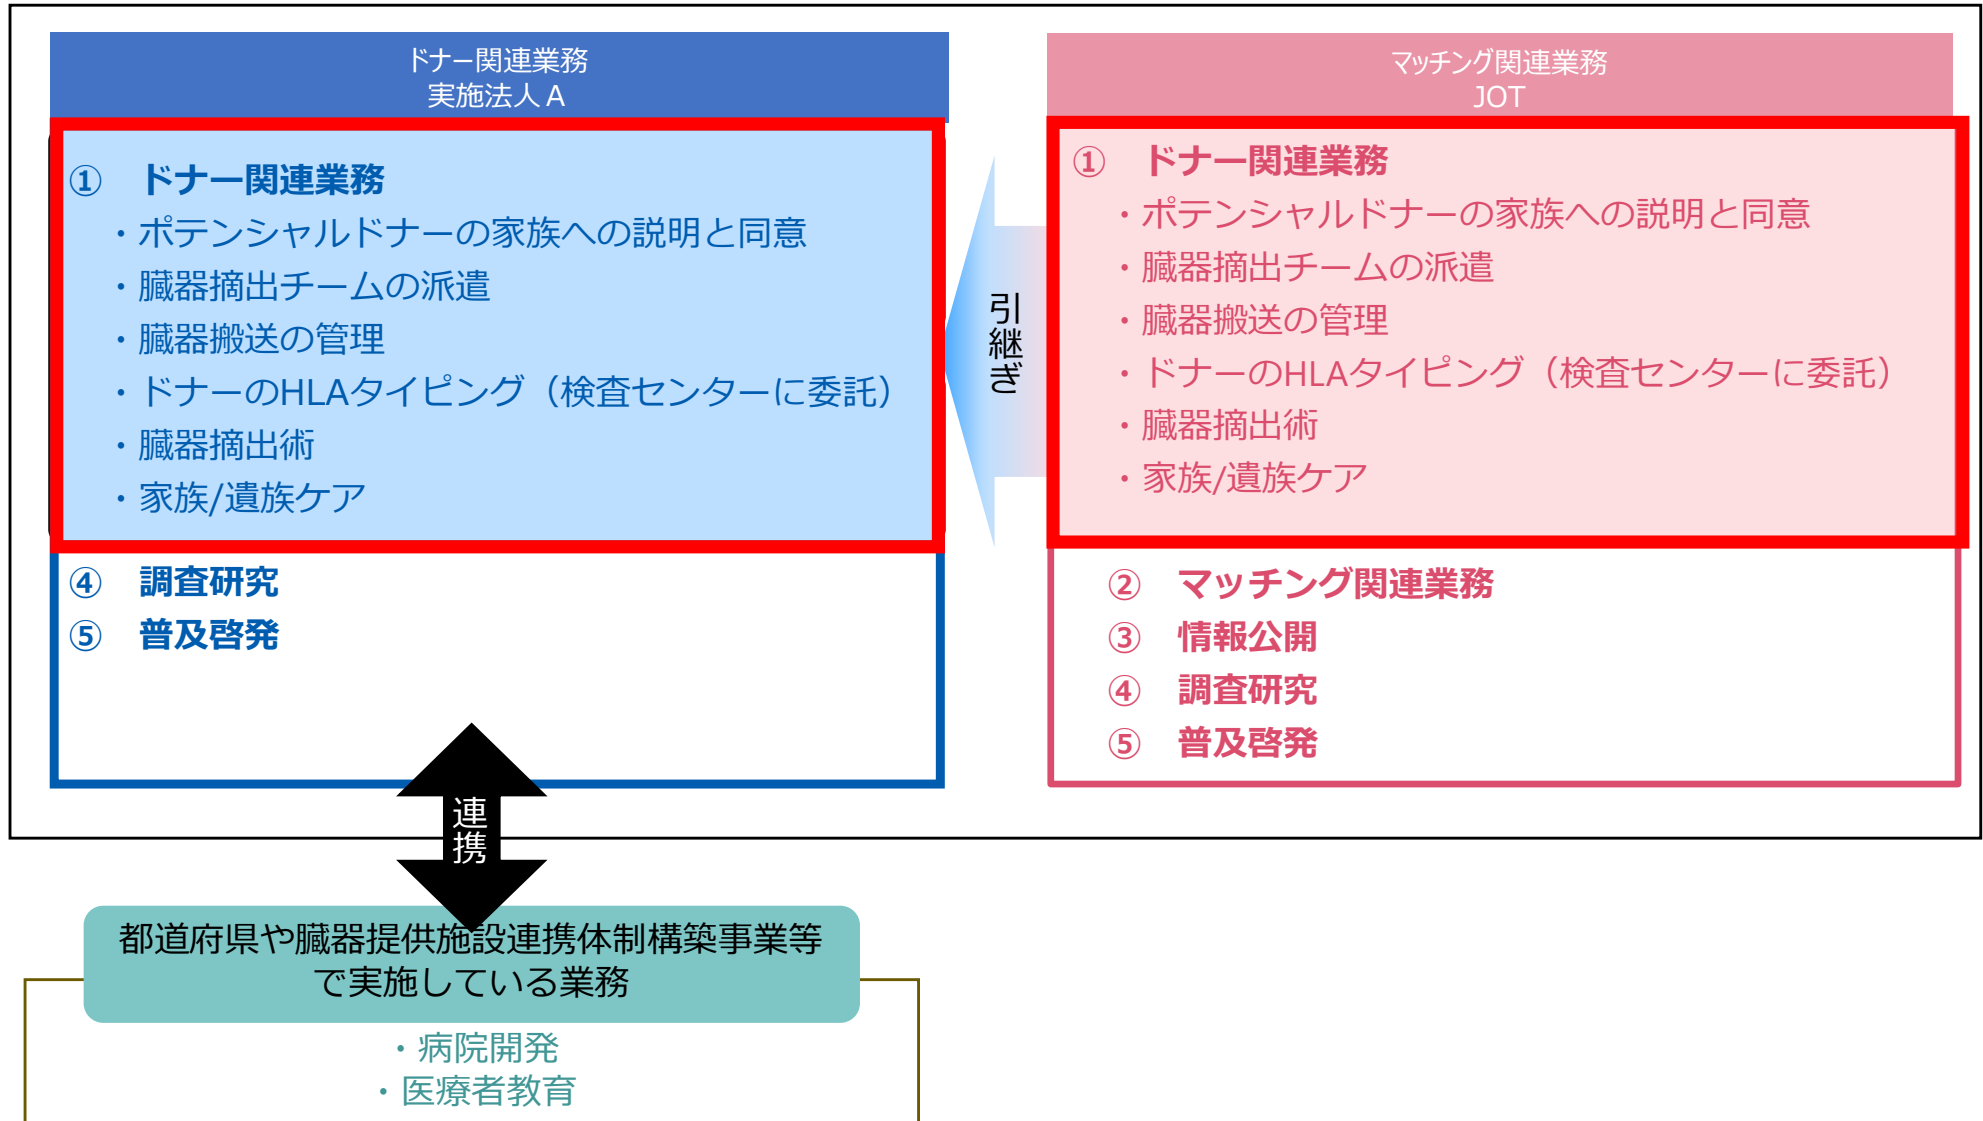 ドナー関連業務
実施法人A
① ドナー関連業務
・ポテンシャルドナーの家族への説明と同意
・臓器摘出チームの派遣
・臓器搬送の管理
・ドナーのHLAタイピング（検査センターに委託）
・臓器摘出術
・家族/遺族ケア
④ 調査研究
⑤ 普及啓発
引継ぎ
マッチング関連業務
JOT
① ドナー関連業務
・ポテンシャルドナーの家族への説明と同意
・臓器摘出チームの派遣
・臓器搬送の管理
・ドナーのHLAタイピング（検査センターに委託）
・臓器摘出術
・家族/遺族ケア
② マッチング関連業務
③ 情報公開
④ 調査研究
⑤ 普及啓発
連携
都道府県や臓器提供施設連携体制構築事業等
で実施している業務
・病院開発
・医療者教育